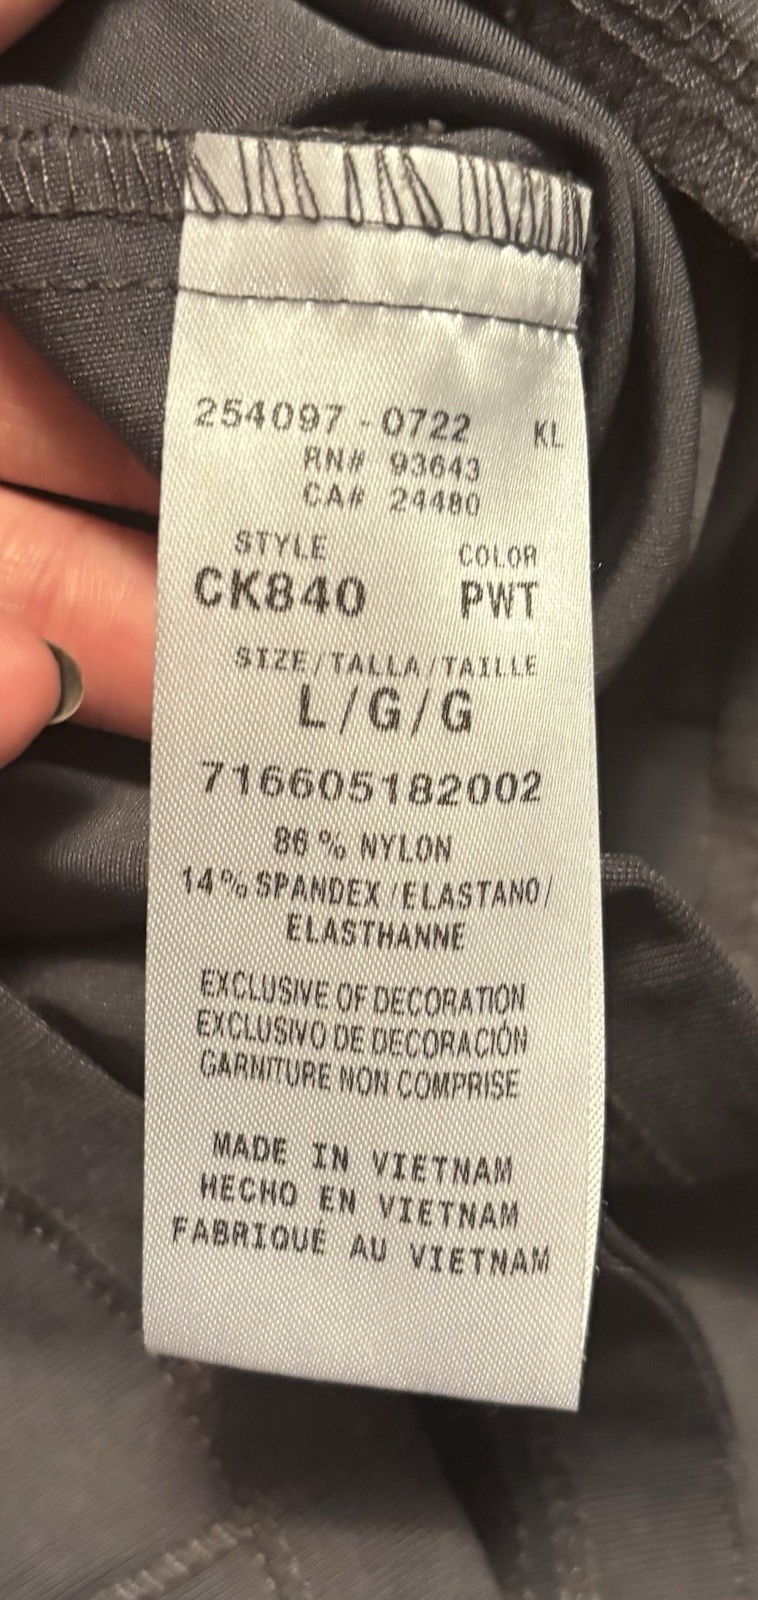 254097-0722 KL
RN# 93643
CA# 24480
STYLE COLOR
CK840 PWT
SIZE/TALLA/TAILLE
L/G/G
716605182002
86% NYLON
14% SPANDEX/ELASTANO/
ELASTHANNE
EXCLUSIVE OF DECORATION
EXCLUSIVO DE DECORACIÓN
GARNITURE NON COMPRISE
MADE IN VIETNAM
HECHO EN VIETNAM
FABRIQUÉ AU VIETNAM